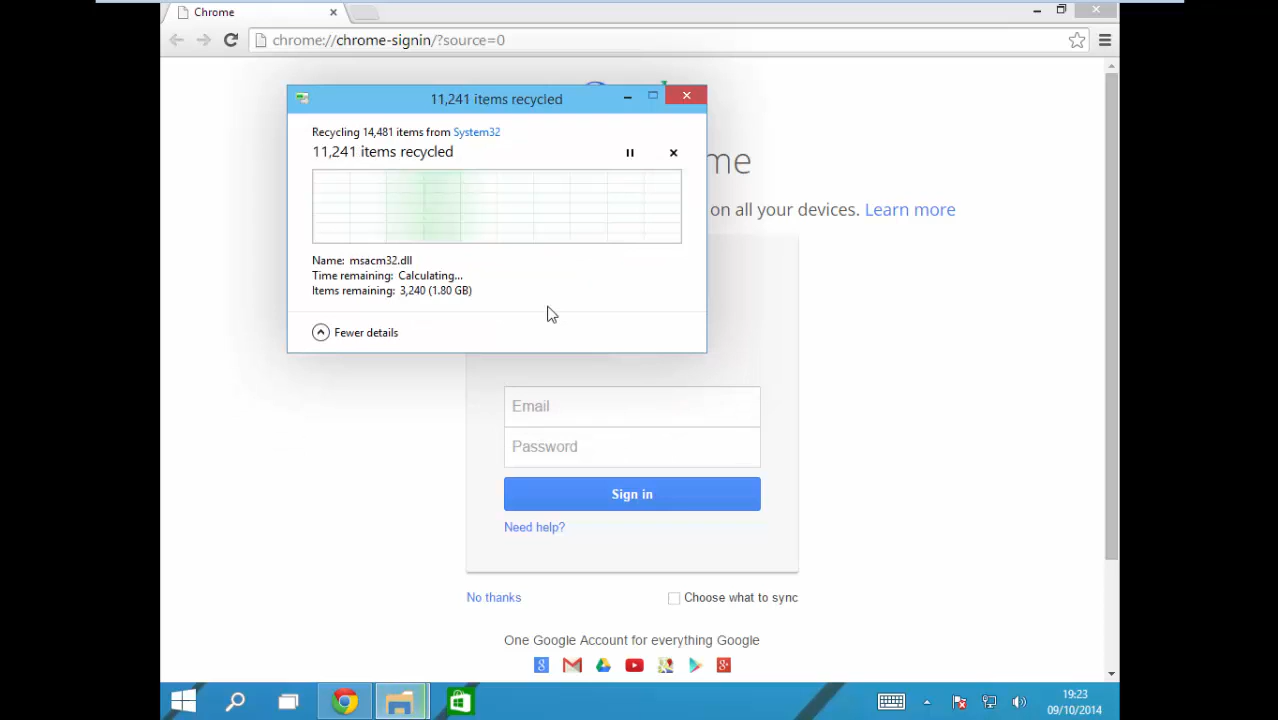 Chrome
chrome://chrome-signin/?source=0
11,241 items recycled
Recycling 14,481 items from System32
11,241 items recycled
me
on all your devices. Learn more
Name: msacm32.dll
Time remaining: Calculating...
Items remaining: 3,240 (1.80 GB)
Fewer details
Email
Password
Sign in
Need help?
No thanks
Choose what to sync
One Google Account for everything Google
19:23
09/10/2014